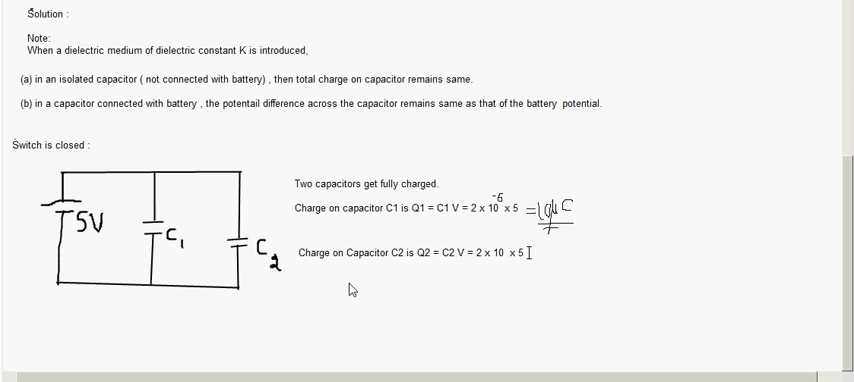 Solution :
Note:
When a dielectric medium of dielectric constant K is introduced,
(a) in an isolated capacitor ( not connected with battery) , then total charge on capacitor remains same.
(b) in a capacitor connected with battery , the potentail difference across the capacitor remains same as that of the battery potential.
Switch is closed :
Two capacitors get fully charged.
Charge on capacitor C1 is Q1 = C1 V = 2 x 10⁻⁶ x 5 = 10μC
5V
C₁
C₂
Charge on Capacitor C2 is Q2 = C2 V = 2 x 10 x 5